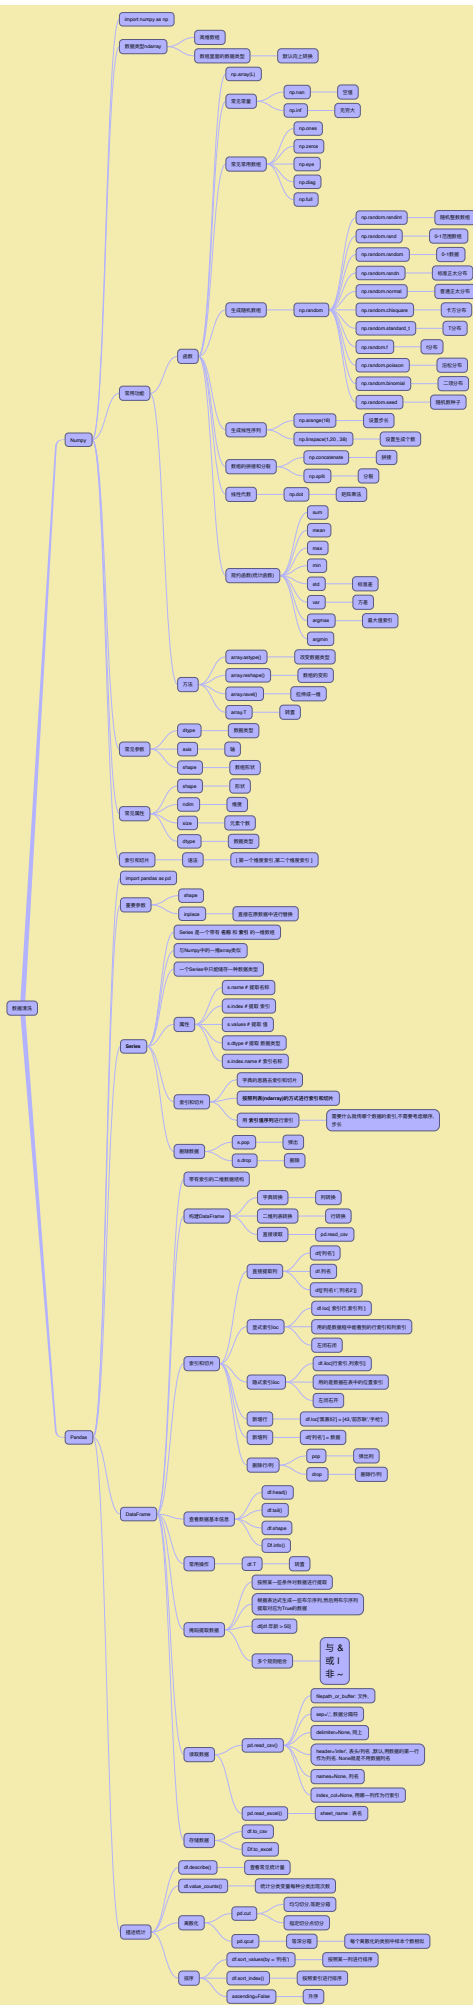 import numpy as np
数据类型ndarray
高维数组
数组里面的数据类型
默认向上转换
np.array(L)
常见常量
np.nan
空值
np.inf
无穷大
常见常用数组
np.ones
np.zeros
np.eye
np.diag
np.full
生成随机数组
np.random
np.random.randint
随机整数数组
np.random.rand
0-1范围数组
np.random.random
0-1数据
np.random.randn
标准正太分布
np.random.normal
普通正太分布
np.random.chisquare
卡方分布
np.random.standard_t
T分布
np.random.f
f分布
np.random.poisson
泊松分布
np.random.binomial
二项分布
np.random.seed
随机数种子
函数
常用功能
Numpy
生成线性序列
np.arange(16)
设置步长
np.linspace(1,20 , 36)
设置生成个数
数组的拼接和分裂
np.concatenate
拼接
np.split
分裂
线性代数
np.dot
矩阵乘法
聚约函数(统计函数)
sum
mean
max
min
std
标准差
var
方差
argmax
最大值索引
argmin
方法
array.astype()
改变数据类型
array.reshape()
数组的变形
array.ravel()
拉伸成一维
array.T
转置
常见参数
dtype
数据类型
axis
轴
shape
数组形状
常见属性
shape
形状
ndim
维度
size
元素个数
dtype
数据类型
索引和切片
语法
[ 第一个维度索引,第二个维度索引 ]
数据清洗
import pandas as pd
重要参数
shape
inplace
直接在原数据中进行替换
Series
Series 是一个带有 名称 和 索引 的一维数组
与Numpy中的一维array类似
一个Series中只能储存一种数据类型
属性
s.name # 提取名称
s.index # 提取 索引
s.values # 提取 值
s.dtype # 提取 数据类型
s.index.name # 索引名称
索引和切片
字典的思路去索引和切片
按照列表(ndarray)的方式进行索引和切片
用 索引值序列进行索引
需要什么就传哪个数据的索引,不需要考虑顺序,
步长
删除数据
s.pop
弹出
s.drop
删除
Pandas
DataFrame
带有索引的二维数据结构
构建DataFrame
字典转换
列转换
二维列表转换
行转换
直接读取
pd.read_csv
索引和切片
直接提取列
df['列名']
df.列名
df[['列名1','列名2']]
显式索引loc
df.loc[ 索引行,索引列 ]
用的是数据框中能看到的行索引和列索引
左闭右闭
隐式索引iloc
df.iloc[行索引,列索引]
用的是数据在表中的位置索引
左闭右开
新增行
新增列
df['列名'] = 数据
删除行/列
pop
弹出列
drop
删除行/列
查看数据基本信息
df.head()
df.tail()
df.shape
Df.info()
常用操作
df.T
转置
掩码提取数据
按照某一些条件对数据进行提取
根据表达式生成一些布尔序列,然后用布尔序列
提取对应为True的数据
df[df.年龄 > 50]
多个规则组合
与 &
或 |
非 ~
读取数据
pd.read_csv()
filepath_or_buffer: 文件,
sep=',', 数据分隔符
delimiter=None, 同上
header='infer', 表头/列名 ,默认,用数据的第一行
作为列名. None就是不用数据列名
names=None, 列名
index_col=None, 用哪一列作为行索引
pd.read_excel()
sheet_name : 表名
存储数据
df.to_csv
Df.to_excel
描述统计
df.describe()
查看常见统计量
df.value_counts()
统计分类变量每种分类出现次数
离散化
pd.cut
均匀切分,等距分箱
指定切分点切分
pd.qcut
等深分箱
每个离散化的类别中样本个数相似
排序
df.sort_values(by = '列名')
按照某一列进行排序
df.sort_index()
按照索引进行排序
ascending=False
升序